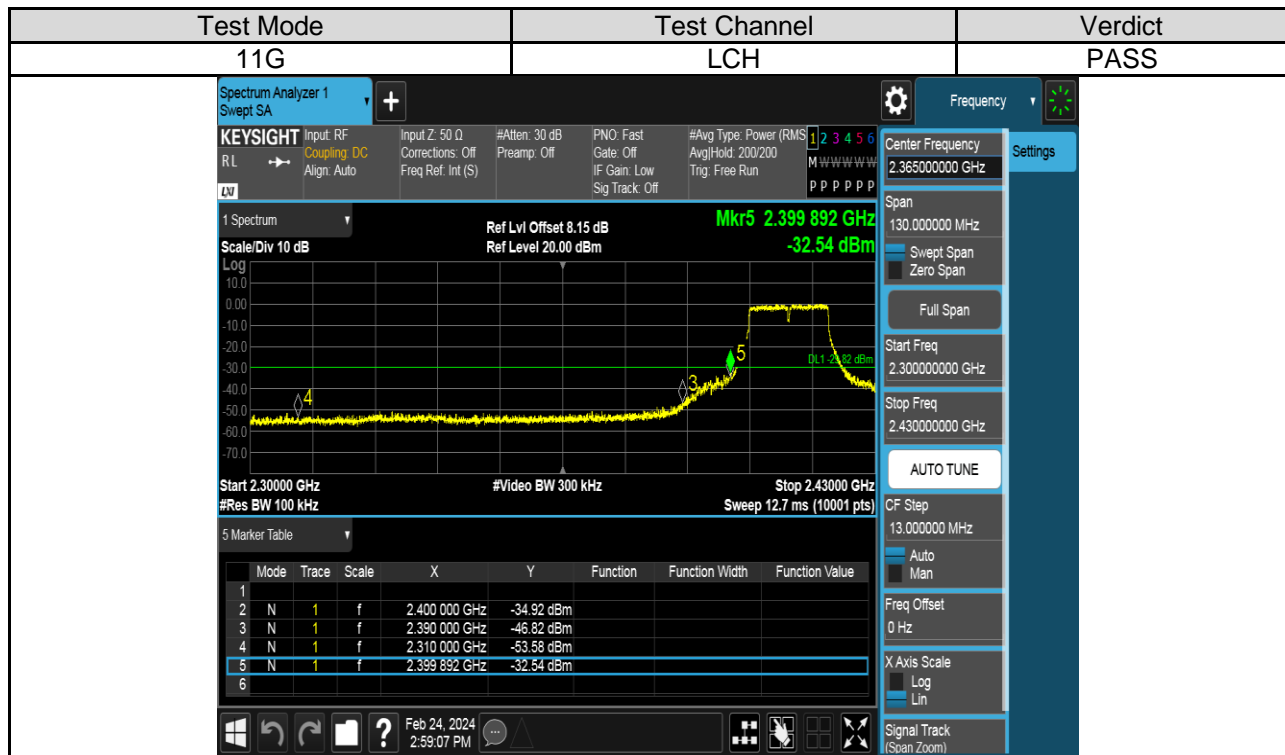 Test Mode Test Channel Verdict
11G LCH PASS
Spectrum Analyzer 1
Swept SA
+
Frequency
KEYSIGHT
RL
LXI
Input: RF
Coupling: DC
Align: Auto
Input Z: 50 Ω
Corrections: Off
Freq Ref: Int (S)
#Atten: 30 dB
Preamp: Off
PNO: Fast
Gate: Off
IF Gain: Low
Sig Track: Off
#Avg Type: Power (RMS
Avg|Hold: 200/200
Trig: Free Run
1 2 3 4 5 6
M W W W W W
P P P P P P
1 Spectrum
Scale/Div 10 dB
Ref Lvl Offset 8.15 dB
Ref Level 20.00 dBm
Mkr5 2.399 892 GHz
-32.54 dBm
Log
10.0
0.00
-10.0
-20.0
-30.0
-40.0
-50.0
-60.0
-70.0
4
3
5
DL1 -29.82 dBm
Start 2.30000 GHz #Video BW 300 kHz Stop 2.43000 GHz
#Res BW 100 kHz Sweep 12.7 ms (10001 pts)
5 Marker Table
Mode Trace Scale X Y Function Function Width Function Value
1
2 N 1 f 2.400 000 GHz -34.92 dBm
3 N 1 f 2.390 000 GHz -46.82 dBm
4 N 1 f 2.310 000 GHz -53.58 dBm
5 N 1 f 2.399 892 GHz -32.54 dBm
6
?
Feb 24, 2024
2:59:07 PM
Center Frequency
2.365000000 GHz
Settings
Span
130.000000 MHz
Swept Span
Zero Span
Full Span
Start Freq
2.300000000 GHz
Stop Freq
2.430000000 GHz
AUTO TUNE
CF Step
13.000000 MHz
Auto
Man
Freq Offset
0 Hz
X Axis Scale
Log
Lin
Signal Track
(Span Zoom)